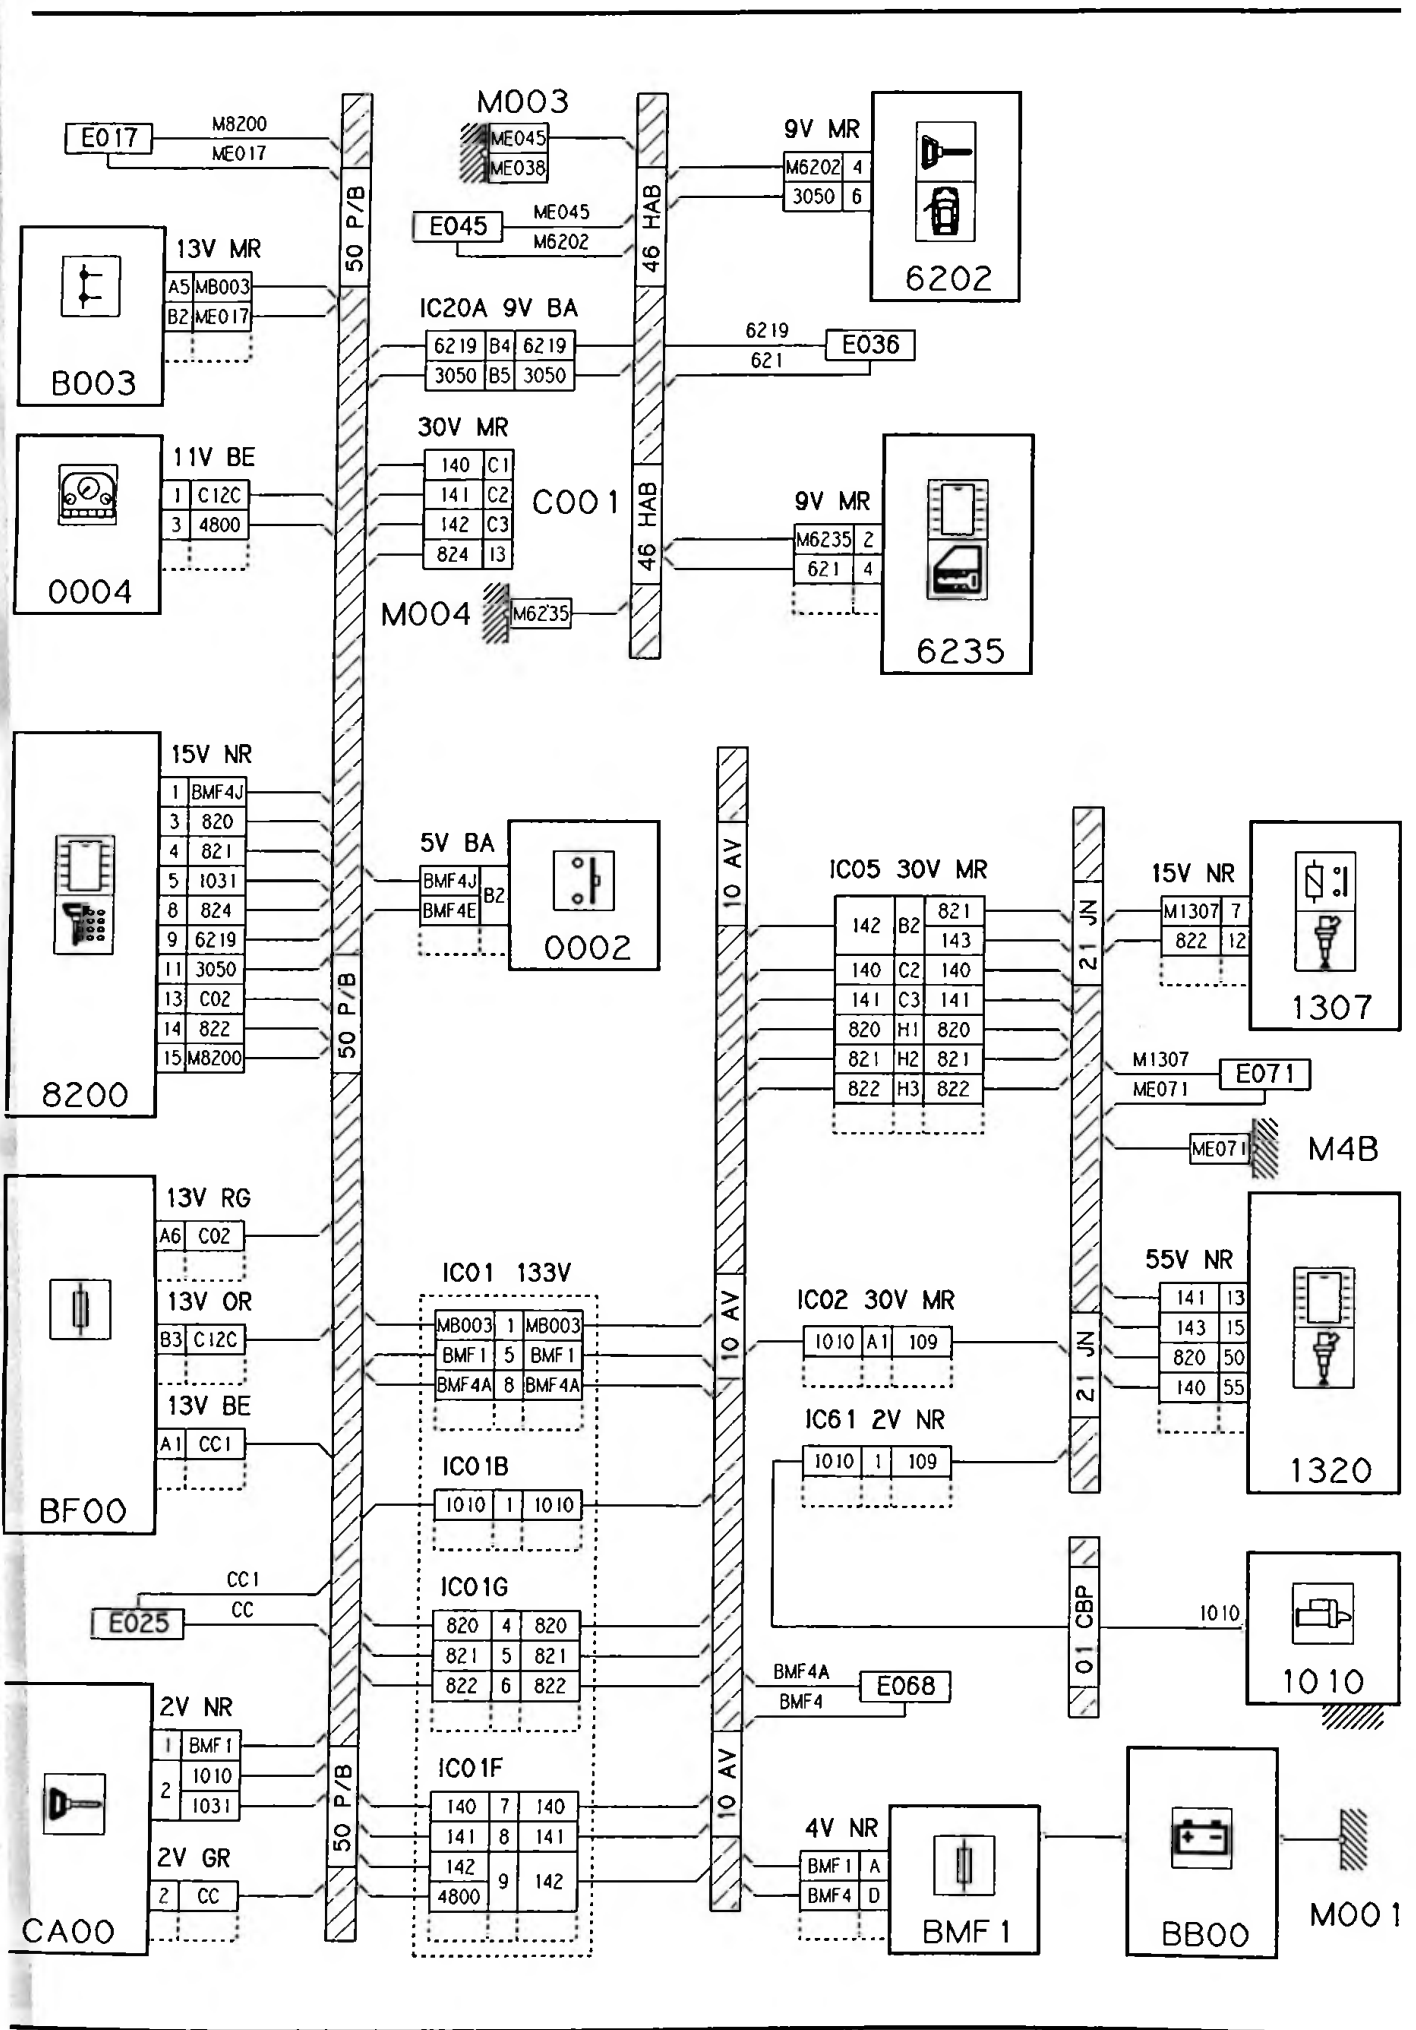 M003
E017
M8200
ME017
ME045
ME038
9V MR
M6202 4
3050 6
6202
50 P/B
46 HAB
E045
ME045
M6202
13V MR
A5 MB003
B2 ME017
B003
IC20A 9V BA
6219 B4 6219
3050 B5 3050
6219
621
E036
11V BE
1 C12C
3 4800
0004
30V MR
140 C1
141 C2
142 C3
824 I3
C001
46 HAB
9V MR
M6235 2
621 4
6235
M004
M6235
15V NR
1 BMF4J
3 820
4 821
5 1031
8 824
9 6219
11 3050
13 C02
14 822
15 M8200
8200
50 P/B
5V BA
BMF4J
BMF4E
B2
0002
10 AV
IC05 30V MR
142 B2 821
143
140 C2 140
141 C3 141
820 H1 820
821 H2 821
822 H3 822
21 JN
15V NR
M1307 7
822 12
1307
M1307
ME071
E071
ME071
M4B
13V RG
A6 C02
13V OR
B3 C12C
13V BE
A1 CC1
BF00
IC01 133V
MB003 1 MB003
BMF1 5 BMF1
BMF4A 8 BMF4A
10 AV
IC02 30V MR
1010 A1 109
21 JN
55V NR
141 13
143 15
820 50
140 55
1320
IC61 2V NR
1010 1 109
IC01B
1010 1 1010
CC1
CC
E025
IC01G
820 4 820
821 5 821
822 6 822
BMF4A
BMF4
E068
01 CBP
1010
1010
2V NR
1 BMF1
2 1010
1031
2V GR
2 CC
CA00
50 P/B
IC01F
140 7 140
141 8 141
142
4800
9 142
10 AV
4V NR
BMF1 A
BMF4 D
BMF1
BB00
M001